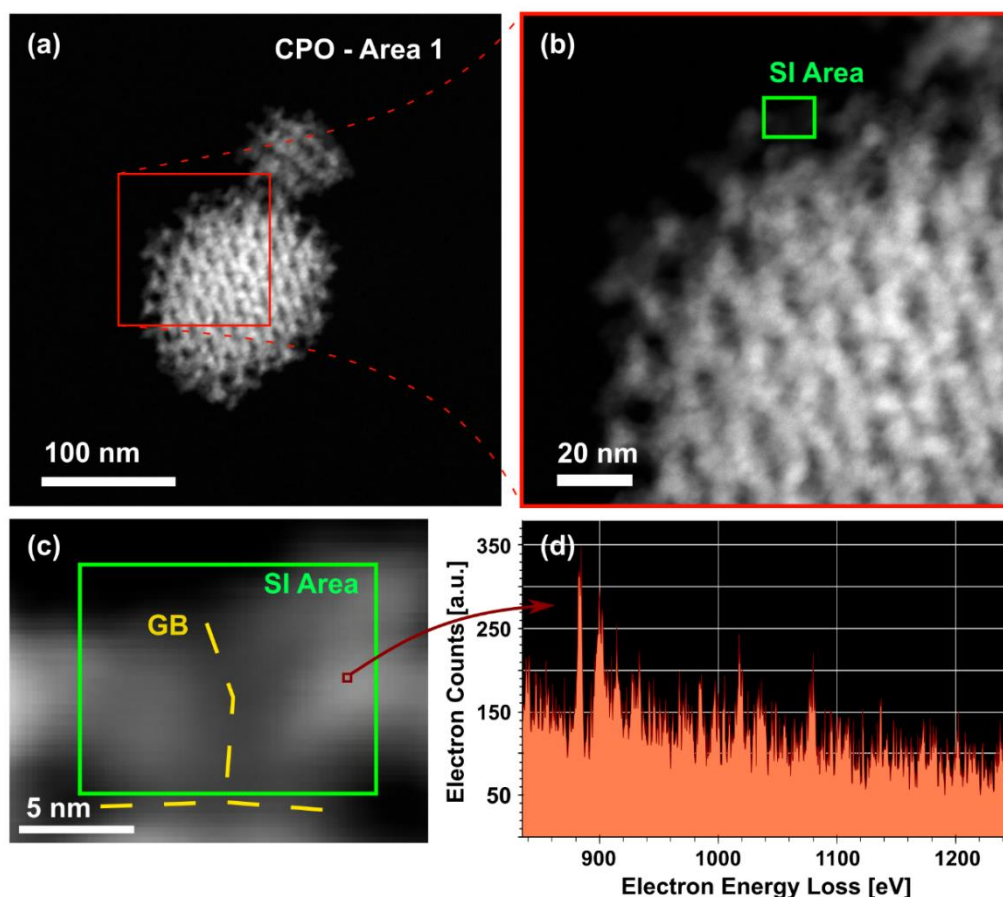 (a)
CPO - Area 1
100 nm
(b)
SI Area
20 nm
(c)
SI Area
GB
5 nm
(d)
Electron Counts [a.u.]
350
250
150
50
900
1000
1100
1200
Electron Energy Loss [eV]